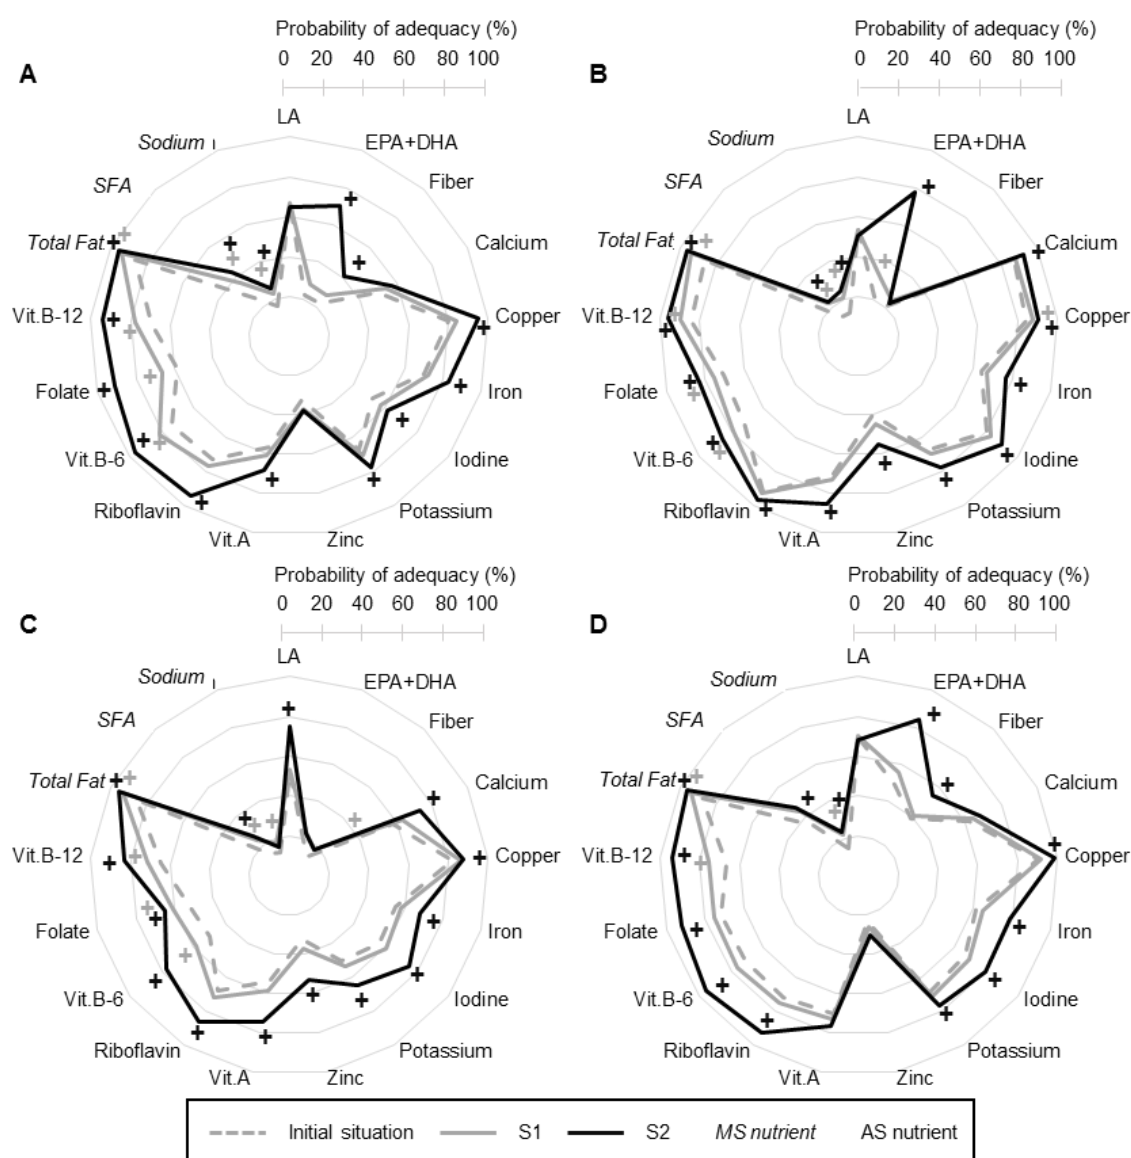 Probability of adequacy (%)
0 20 40 60 80 100
A
LA
EPA+DHA
Fiber
Calcium
Copper
Iron
Iodine
Potassium
Zinc
Vit.A
Riboflavin
Vit.B-6
Folate
Vit.B-12
Total Fat
SFA
Sodium
Probability of adequacy (%)
0 20 40 60 80 100
B
LA
EPA+DHA
Fiber
Calcium
Copper
Iron
Iodine
Potassium
Zinc
Vit.A
Riboflavin
Vit.B-6
Folate
Vit.B-12
Total Fat
SFA
Sodium
Probability of adequacy (%)
0 20 40 60 80 100
C
LA
EPA+DHA
Fiber
Calcium
Copper
Iron
Iodine
Potassium
Zinc
Vit.A
Riboflavin
Vit.B-6
Folate
Vit.B-12
Total Fat
SFA
Sodium
Probability of adequacy (%)
0 20 40 60 80 100
D
LA
EPA+DHA
Fiber
Calcium
Copper
Iron
Iodine
Potassium
Zinc
Vit.A
Riboflavin
Vit.B-6
Folate
Vit.B-12
Total Fat
SFA
Sodium
Initial situation S1 S2 MS nutrient AS nutrient